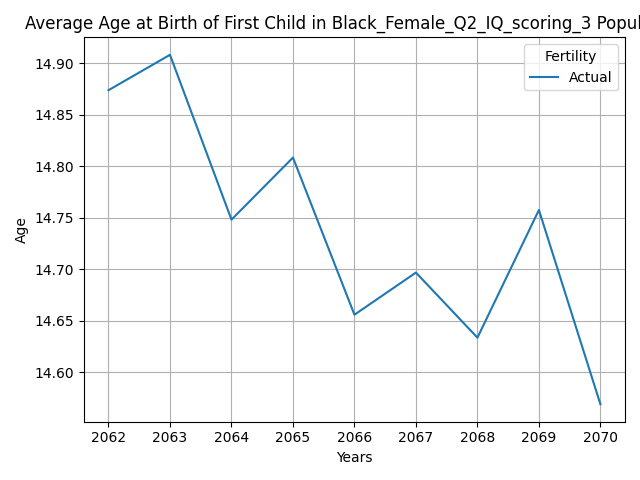 Average Age at Birth of First Child in Black_Female_Q2_IQ_scoring_3 Popul
Fertility
Actual
14.90
14.85
14.80
14.75
14.70
14.65
14.60
Age
2062 2063 2064 2065 2066 2067 2068 2069 2070
Years